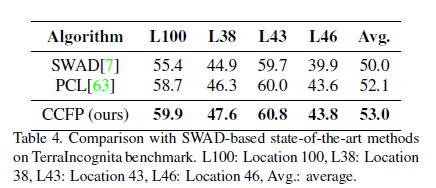 Algorithm L100 L38 L43 L46 Avg.
SWAD[7] 55.4 44.9 59.7 39.9 50.0
PCL[63] 58.7 46.3 60.0 43.6 52.1
CCFP (ours) 59.9 47.6 60.8 43.8 53.0
Table 4. Comparison with SWAD-based state-of-the-art methods
on TerraIncognita benchmark. L100: Location 100, L38: Location
38, L43: Location 43, L46: Location 46, Avg.: average.